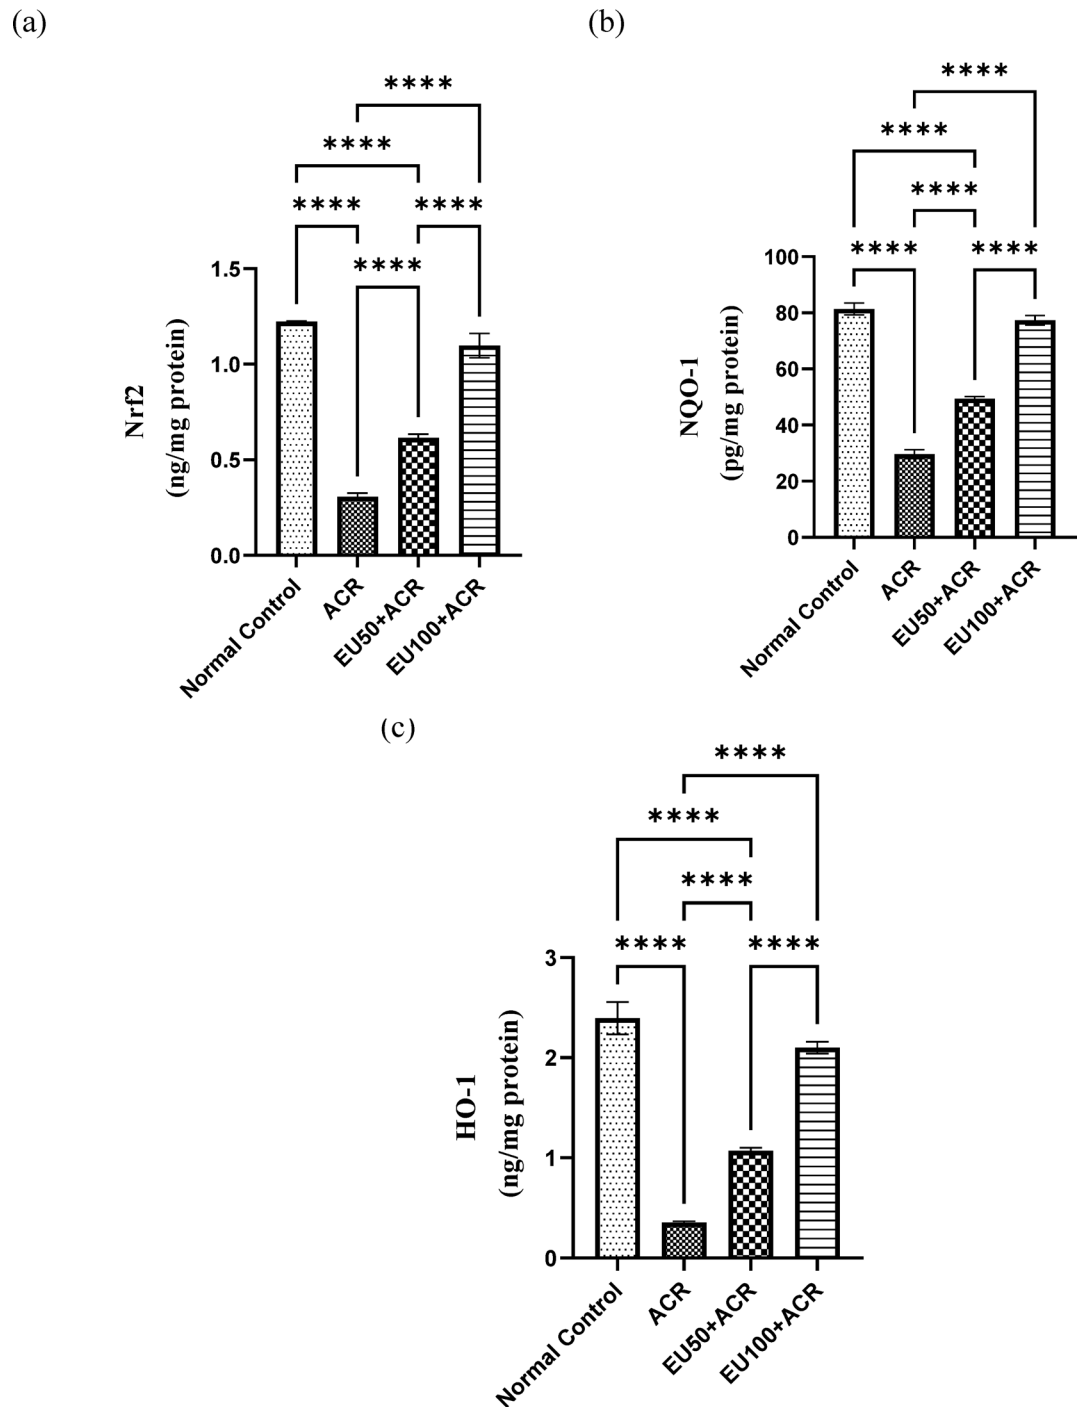 (a)
****
****
**** ****
****
1.5
1.0
0.5
0.0
Nrf2
(ng/mg protein)
Normal Control
ACR
EU50+ACR
EU100+ACR
(b)
****
****
****
**** ****
100
80
60
40
20
0
NQO-1
(pg/mg protein)
Normal Control
ACR
EU50+ACR
EU100+ACR
(c)
****
****
****
**** ****
3
2
1
0
HO-1
(ng/mg protein)
Normal Control
ACR
EU50+ACR
EU100+ACR